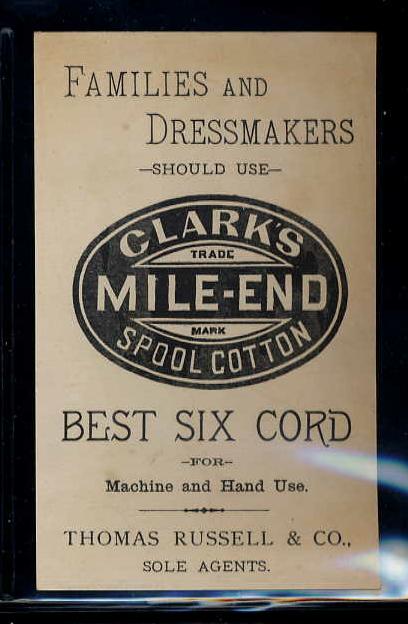 FAMILIES AND
DRESSMAKERS
—SHOULD USE—
CLARK'S
TRADE
MILE-END
MARK
SPOOL COTTON
BEST SIX CORD
—FOR—
Machine and Hand Use.
THOMAS RUSSELL & CO.,
SOLE AGENTS.